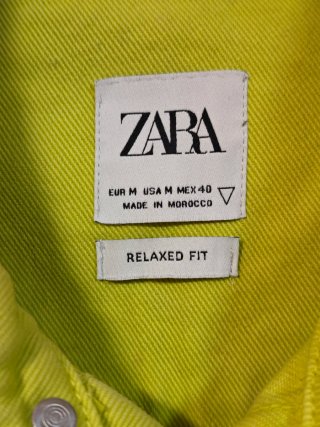 ZARA
EUR M USA M MEX 40
MADE IN MOROCCO
RELAXED FIT